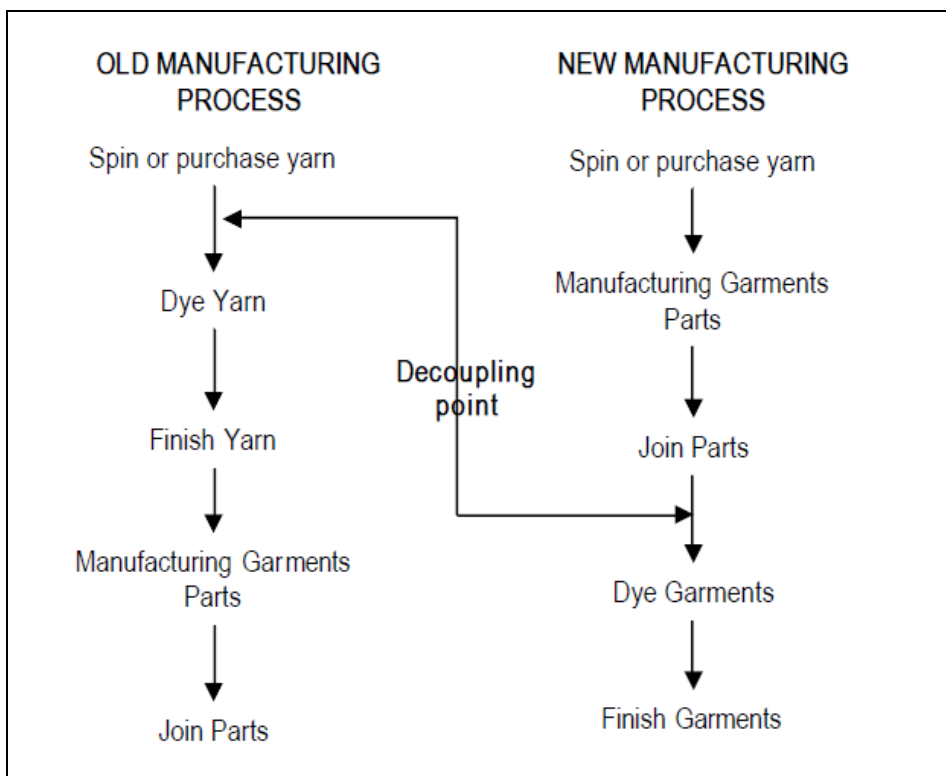 OLD MANUFACTURING
PROCESS
Spin or purchase yarn
Dye Yarn
Finish Yarn
Manufacturing Garments
Parts
Join Parts
Decoupling
point
NEW MANUFACTURING
PROCESS
Spin or purchase yarn
Manufacturing Garments
Parts
Join Parts
Dye Garments
Finish Garments